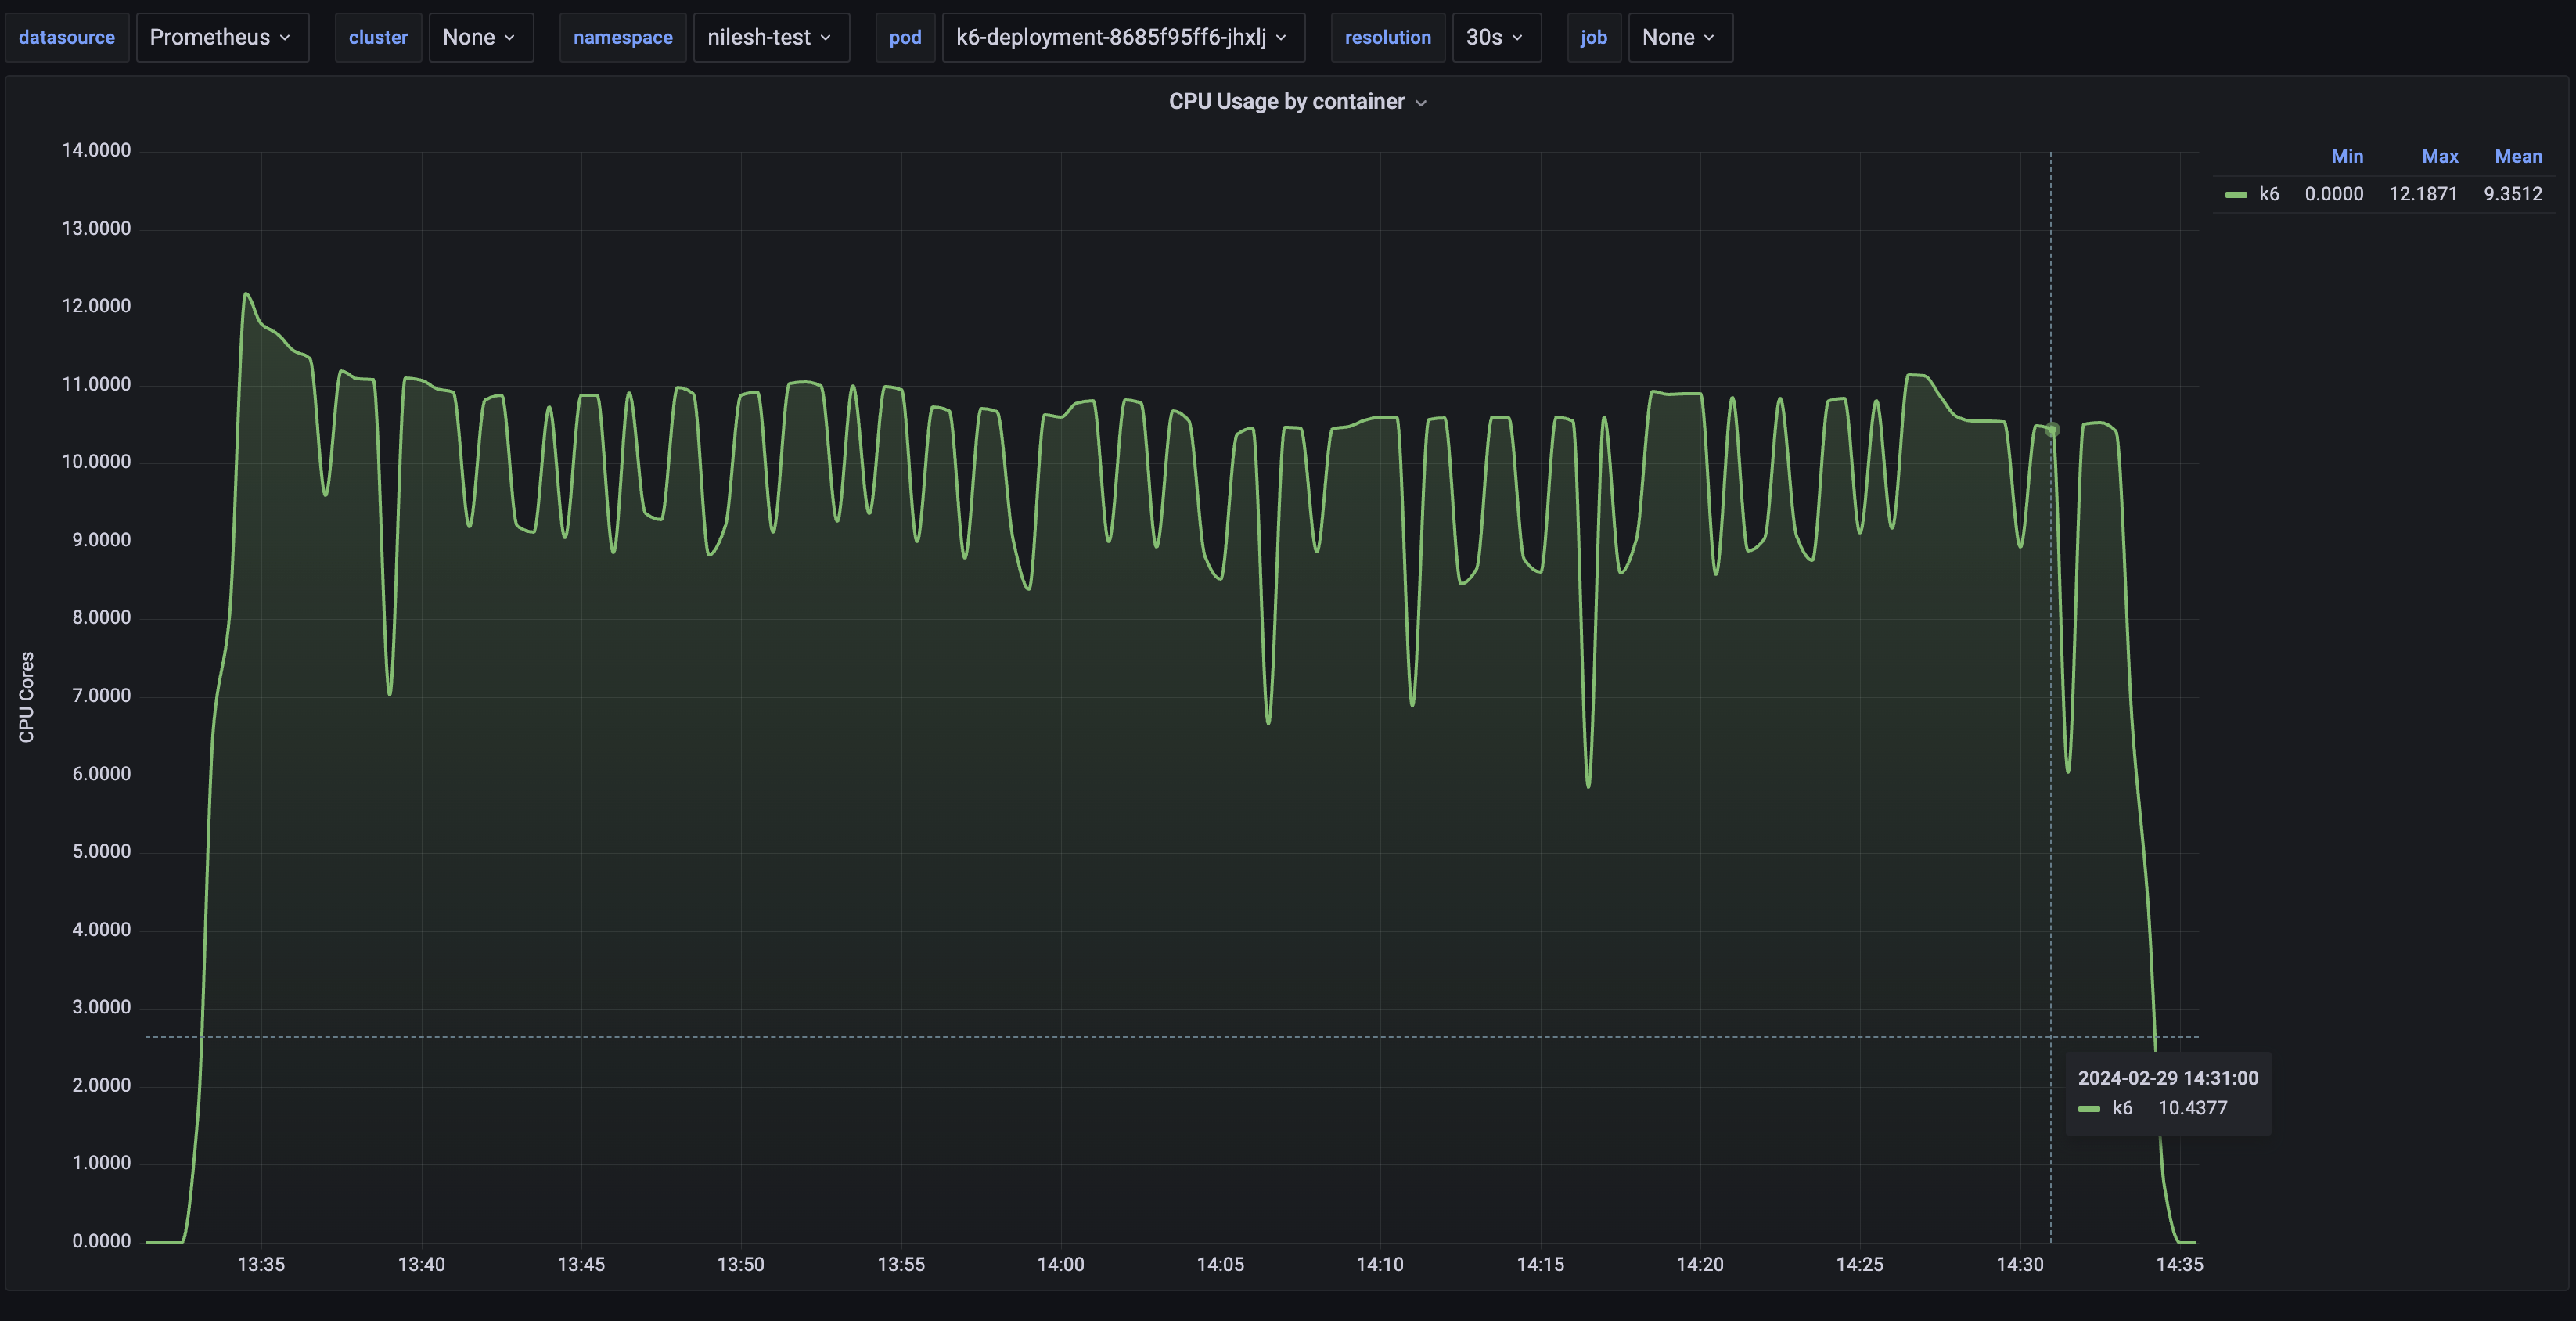 datasource Prometheus cluster None namespace nilesh-test pod k6-deployment-8685f95ff6-jhxlj resolution 30s job None
CPU Usage by container
Min Max Mean
k6 0.0000 12.1871 9.3512
CPU Cores
14.0000
13.0000
12.0000
11.0000
10.0000
9.0000
8.0000
7.0000
6.0000
5.0000
4.0000
3.0000
2.0000
1.0000
0.0000
2024-02-29 14:31:00
k6 10.4377
13:35 13:40 13:45 13:50 13:55 14:00 14:05 14:10 14:15 14:20 14:25 14:30 14:35